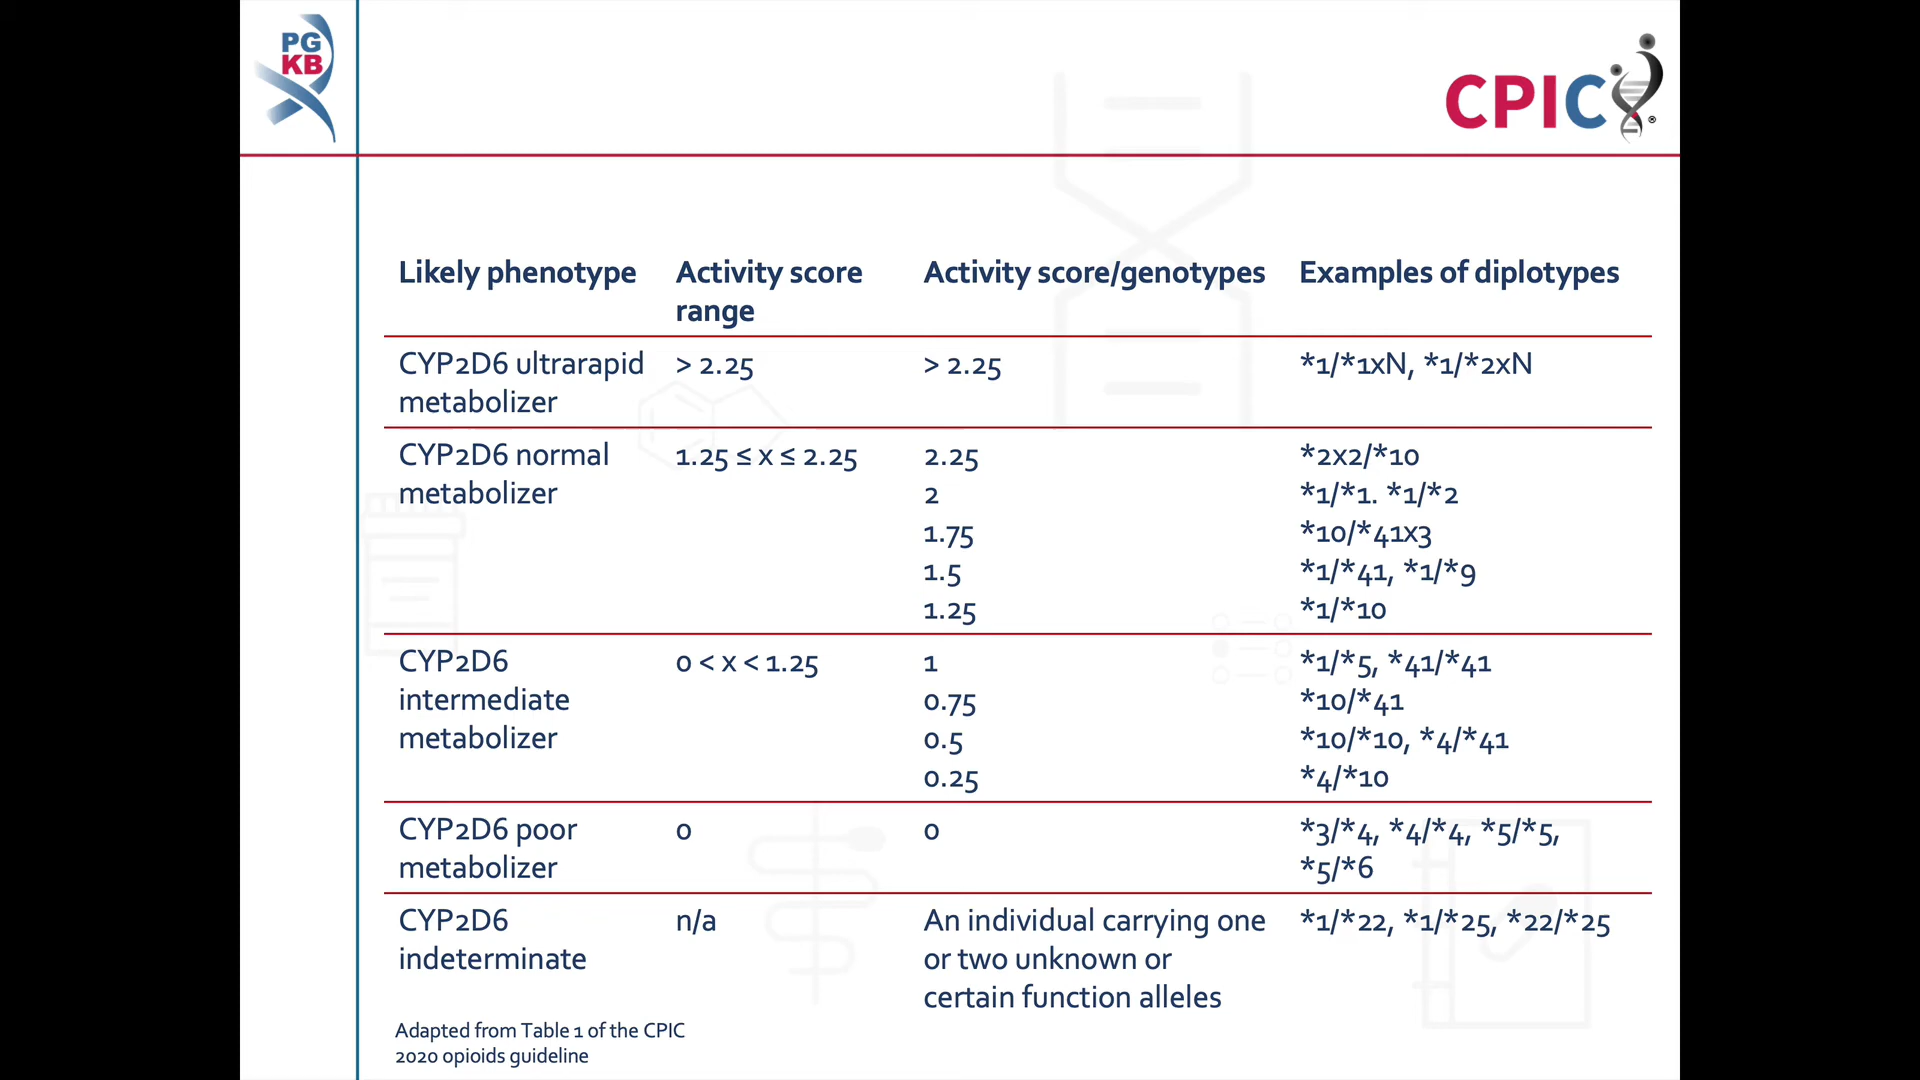 PG
KB
CPIC®
Likely phenotype Activity score range Activity score/genotypes Examples of diplotypes
CYP2D6 ultrarapid metabolizer > 2.25 > 2.25 *1/*1xN, *1/*2xN
CYP2D6 normal metabolizer 1.25 ≤ x ≤ 2.25 2.25 *2x2/*10
2 *1/*1. *1/*2
1.75 *10/*41x3
1.5 *1/*41, *1/*9
1.25 *1/*10
CYP2D6 intermediate metabolizer 0 < x < 1.25 1 *1/*5, *41/*41
0.75 *10/*41
0.5 *10/*10, *4/*41
0.25 *4/*10
CYP2D6 poor metabolizer 0 0 *3/*4, *4/*4, *5/*5, *5/*6
CYP2D6 indeterminate n/a An individual carrying one or two unknown or certain function alleles *1/*22, *1/*25, *22/*25
Adapted from Table 1 of the CPIC
2020 opioids guideline